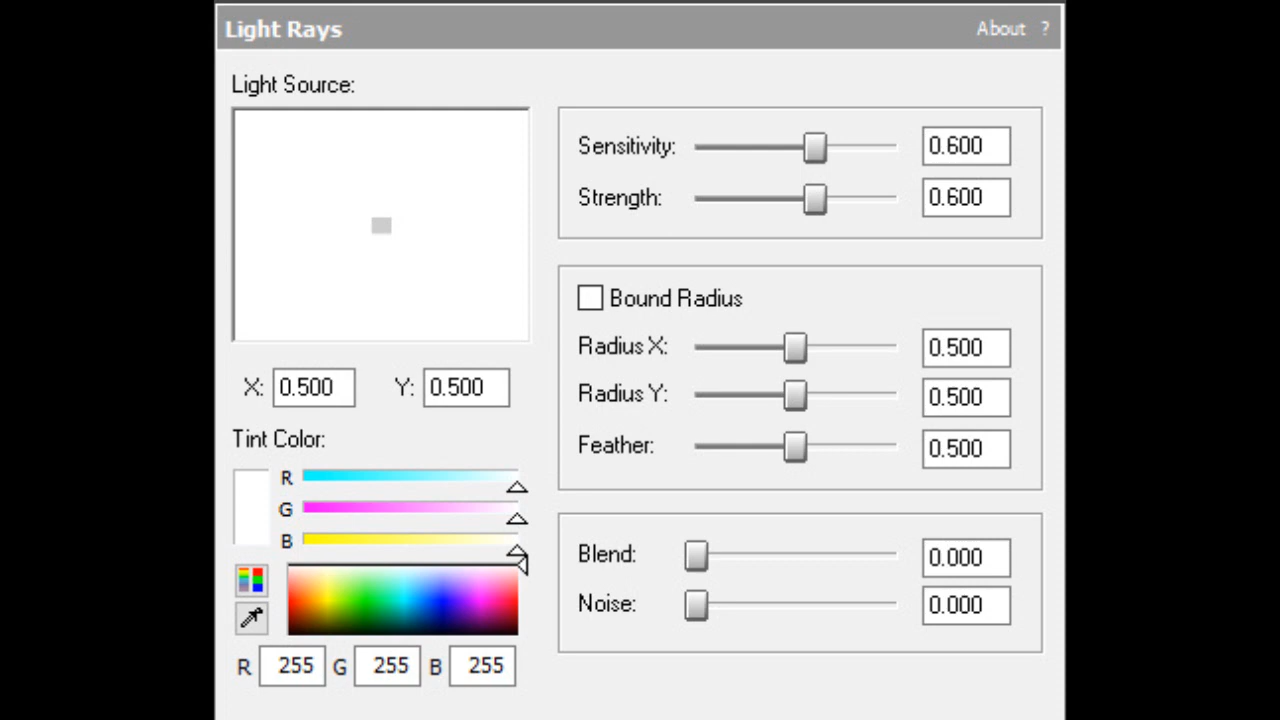 Light Rays About ?
Light Source:
X: 0.500 Y: 0.500
Tint Color:
R
G
B
R 255 G 255 B 255
Sensitivity: 0.600
Strength: 0.600
Bound Radius
Radius X: 0.500
Radius Y: 0.500
Feather: 0.500
Blend: 0.000
Noise: 0.000